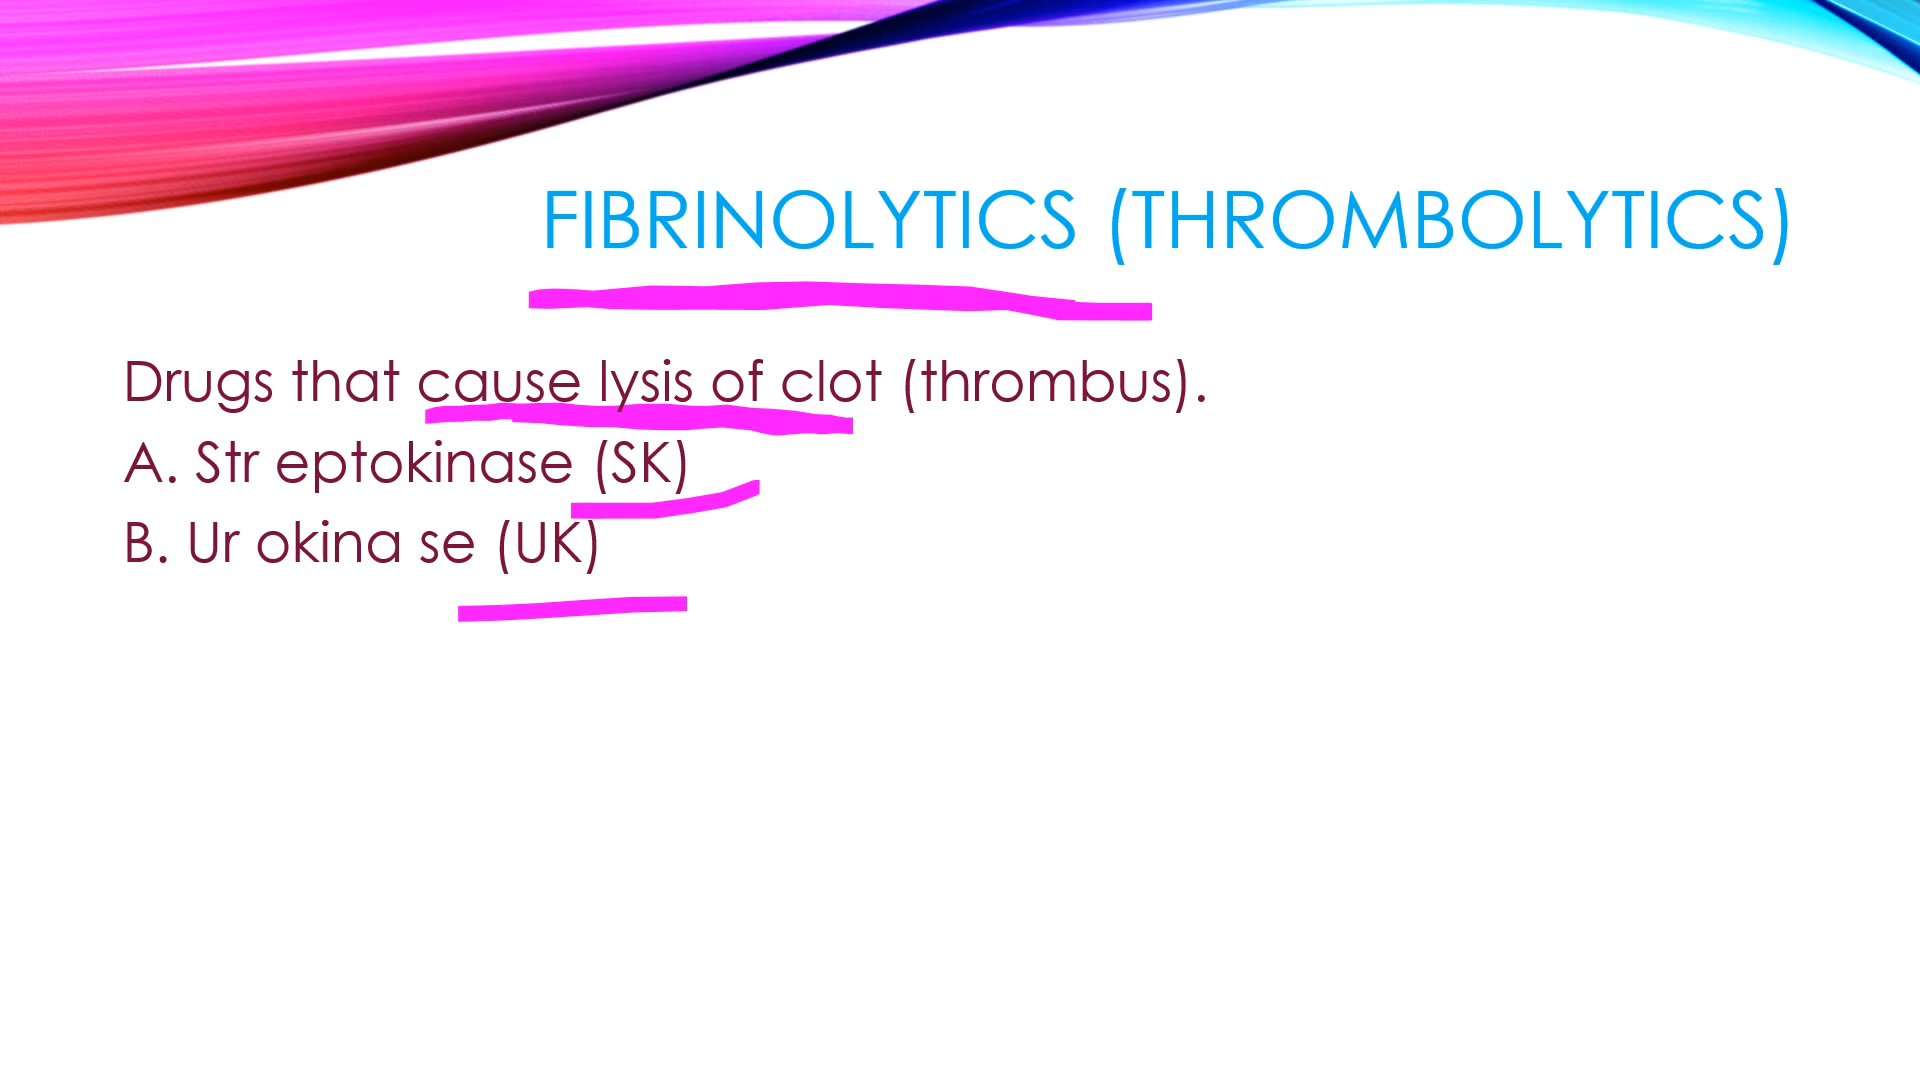 FIBRINOLYTICS (THROMBOLYTICS)
Drugs that cause lysis of clot (thrombus).
A. Str eptokinase (SK)
B. Ur okina se (UK)